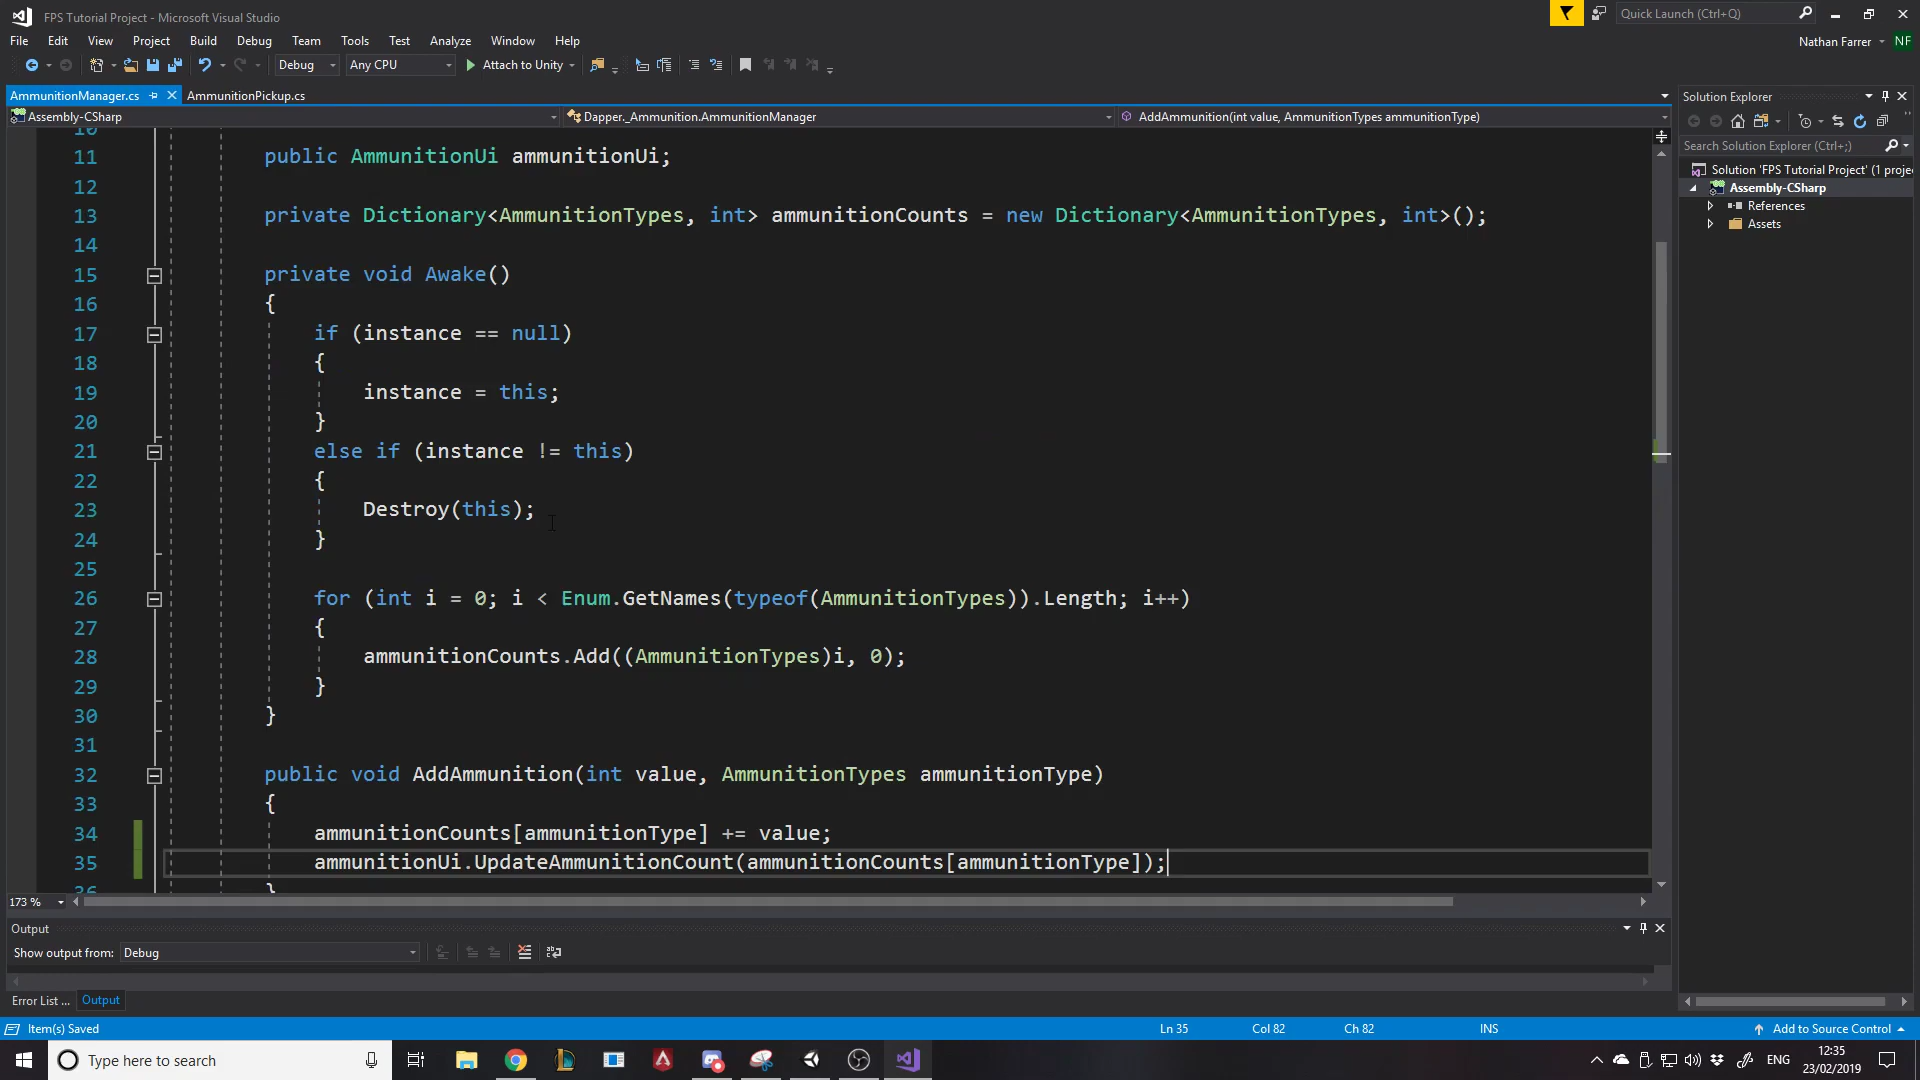 FPS Tutorial Project - Microsoft Visual Studio
Quick Launch (Ctrl+Q)
File Edit View Project Build Debug Team Tools Test Analyze Window Help
Nathan Farrer NF
Debug Any CPU Attach to Unity
AmmunitionManager.cs AmmunitionPickup.cs
Assembly-CSharp Dapper._Ammunition.AmmunitionManager AddAmmunition(int value, AmmunitionTypes ammunitionType)
10
11 public AmmunitionUi ammunitionUi;
12
13 private Dictionary<AmmunitionTypes, int> ammunitionCounts = new Dictionary<AmmunitionTypes, int>();
14
15 private void Awake()
16 {
17 if (instance == null)
18 {
19 instance = this;
20 }
21 else if (instance != this)
22 {
23 Destroy(this);
24 }
25
26 for (int i = 0; i < Enum.GetNames(typeof(AmmunitionTypes)).Length; i++)
27 {
28 ammunitionCounts.Add((AmmunitionTypes)i, 0);
29 }
30 }
31
32 public void AddAmmunition(int value, AmmunitionTypes ammunitionType)
33 {
34 ammunitionCounts[ammunitionType] += value;
35 ammunitionUi.UpdateAmmunitionCount(ammunitionCounts[ammunitionType]);
36 }
173 %
Solution Explorer
Search Solution Explorer (Ctrl+;)
Solution 'FPS Tutorial Project' (1 proje
Assembly-CSharp
References
Assets
Output
Show output from: Debug
Error List ... Output
Item(s) Saved Ln 35 Col 82 Ch 82 INS Add to Source Control
Type here to search
ENG
12:35
23/02/2019